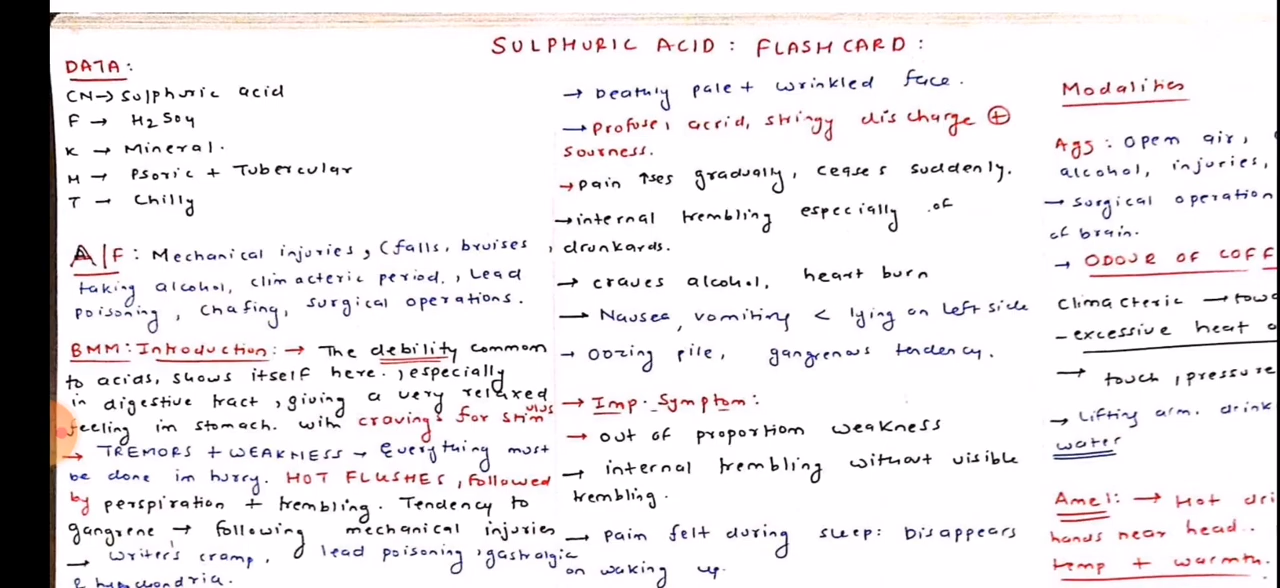 SULPHURIC ACID: FLASHCARD:
DATA:
CN→ Sulphuric acid
F → H2SO4
K → Mineral.
M → Psoric + Tubercular
T → Chilly
A/F: Mechanical injuries, (falls, bruises,
taking alcohol, climacteric period., Lead
poisoning, chafing, surgical operations.
BMM: Introduction: → The debility common
to acids, shows itself here., especially
in digestive tract, giving a very relaxed
feeling in stomach. with cravings for stimulus
→ TREMORS + WEAKNESS → Everything must
be done in hurry. HOT FLUSHES, followed
by perspiration + trembling. Tendency to
gangrene → following mechanical injuries
→ Writer's cramp, lead poisoning, gastralgic
& hypochondria.
→ Deathly pale + wrinkled face.
→ Profuse, acrid, stringy discharge ⊕
sourness.
→ pain ↑ses gradually, ceases suddenly.
→ internal trembling especially of
drunkards.
→ craves alcohol, heart burn
→ Nausea, vomiting < lying on left side
→ Oozing pile, gangrenous tendency.
→ Imp. Symptom:
→ out of proportion weakness
→ internal trembling without visible
trembling.
→ Pain felt during sleep: Disappears
on waking up.
Modalities
Agg: Open air,
alcohol, injuries,
→ surgical operation
of brain.
→ ODOUR OF COFF
Climacteric → towa
- excessive heat o
→ touch, pressure
→ Lifting arm. drink
water
Amel: → Hot dri
hands near head..
temp + warmth.